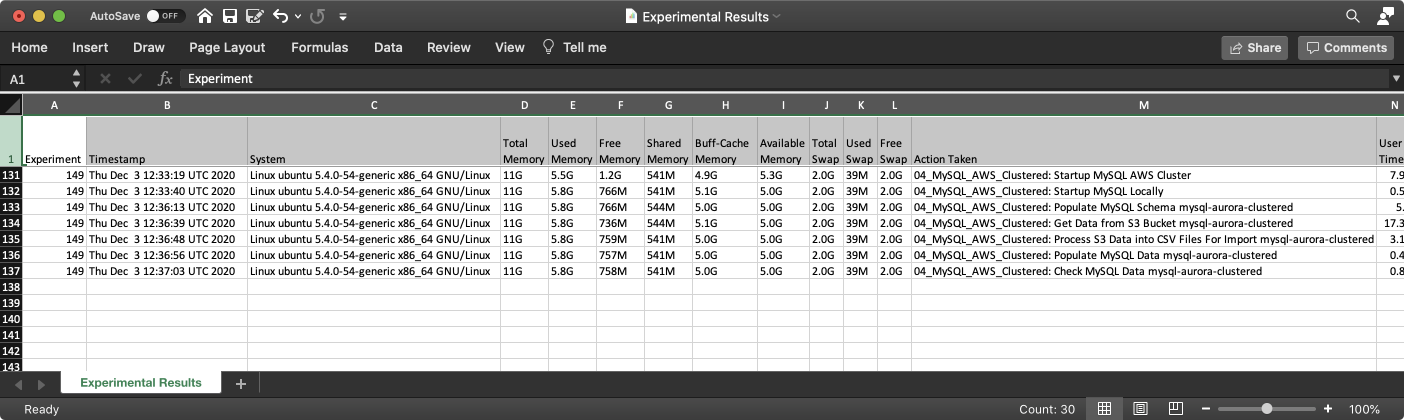 AutoSave OFF Experimental Results
Home Insert Draw Page Layout Formulas Data Review View Tell me Share Comments
A1 fx Experiment
A B C D E F G H I J K L M N
Total Used Free Shared Buff-Cache Available Total Used Free User
1 Experiment Timestamp System Memory Memory Memory Memory Memory Memory Swap Swap Swap Action Taken Time
131 149 Thu Dec 3 12:33:19 UTC 2020 Linux ubuntu 5.4.0-54-generic x86_64 GNU/Linux 11G 5.5G 1.2G 541M 4.9G 5.3G 2.0G 39M 2.0G 04_MySQL_AWS_Clustered: Startup MySQL AWS Cluster 7.9
132 149 Thu Dec 3 12:33:40 UTC 2020 Linux ubuntu 5.4.0-54-generic x86_64 GNU/Linux 11G 5.8G 766M 541M 5.1G 5.0G 2.0G 39M 2.0G 04_MySQL_AWS_Clustered: Startup MySQL Locally 0.5
133 149 Thu Dec 3 12:36:13 UTC 2020 Linux ubuntu 5.4.0-54-generic x86_64 GNU/Linux 11G 5.8G 766M 544M 5.0G 5.0G 2.0G 39M 2.0G 04_MySQL_AWS_Clustered: Populate MySQL Schema mysql-aurora-clustered 5.
134 149 Thu Dec 3 12:36:39 UTC 2020 Linux ubuntu 5.4.0-54-generic x86_64 GNU/Linux 11G 5.8G 736M 544M 5.1G 5.0G 2.0G 39M 2.0G 04_MySQL_AWS_Clustered: Get Data from S3 Bucket mysql-aurora-clustered 17.3
135 149 Thu Dec 3 12:36:48 UTC 2020 Linux ubuntu 5.4.0-54-generic x86_64 GNU/Linux 11G 5.8G 759M 541M 5.0G 5.0G 2.0G 39M 2.0G 04_MySQL_AWS_Clustered: Process S3 Data into CSV Files For Import mysql-aurora-clustered 3.1
136 149 Thu Dec 3 12:36:56 UTC 2020 Linux ubuntu 5.4.0-54-generic x86_64 GNU/Linux 11G 5.8G 757M 541M 5.0G 5.0G 2.0G 39M 2.0G 04_MySQL_AWS_Clustered: Populate MySQL Data mysql-aurora-clustered 0.4
137 149 Thu Dec 3 12:37:03 UTC 2020 Linux ubuntu 5.4.0-54-generic x86_64 GNU/Linux 11G 5.8G 758M 541M 5.0G 5.0G 2.0G 39M 2.0G 04_MySQL_AWS_Clustered: Check MySQL Data mysql-aurora-clustered 0.8
138
139
140
141
142
143
Experimental Results +
Ready Count: 30 − + 100%